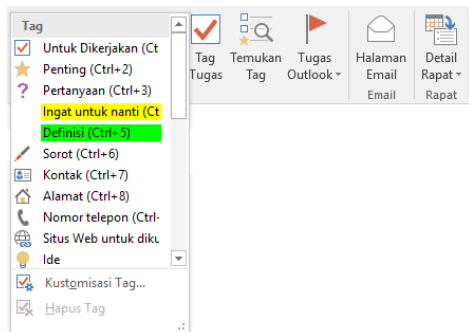 Tag
Untuk Dikerjakan (Ct
Penting (Ctrl+2)
Pertanyaan (Ctrl+3)
Ingat untuk nanti (Ct
Definisi (Ctrl+5)
Sorot (Ctrl+6)
Kontak (Ctrl+7)
Alamat (Ctrl+8)
Nomor telepon (Ctrl-
Situs Web untuk diku
Ide
Kustomisasi Tag...
Hapus Tag
Tag Tugas
Temukan Tag
Tugas Outlook
Halaman Email
Email
Detail Rapat
Rapat